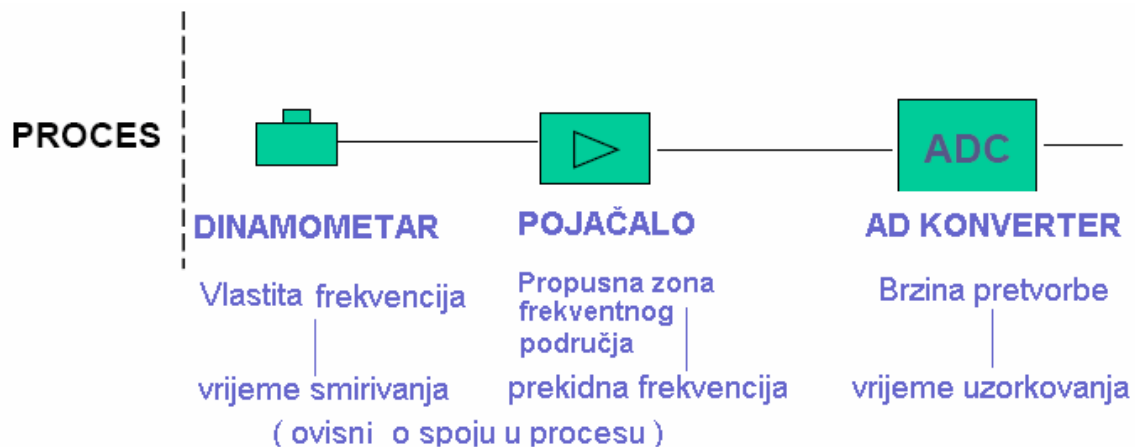 PROCES
ADC
DINAMOMETAR
POJAČALO
AD KONVERTER
Vlastita frekvencija
Propusna zona
frekventnog
područja
Brzina pretvorbe
vrijeme smirivanja
prekidna frekvencija
vrijeme uzorkovanja
( ovisni o spoju u procesu )